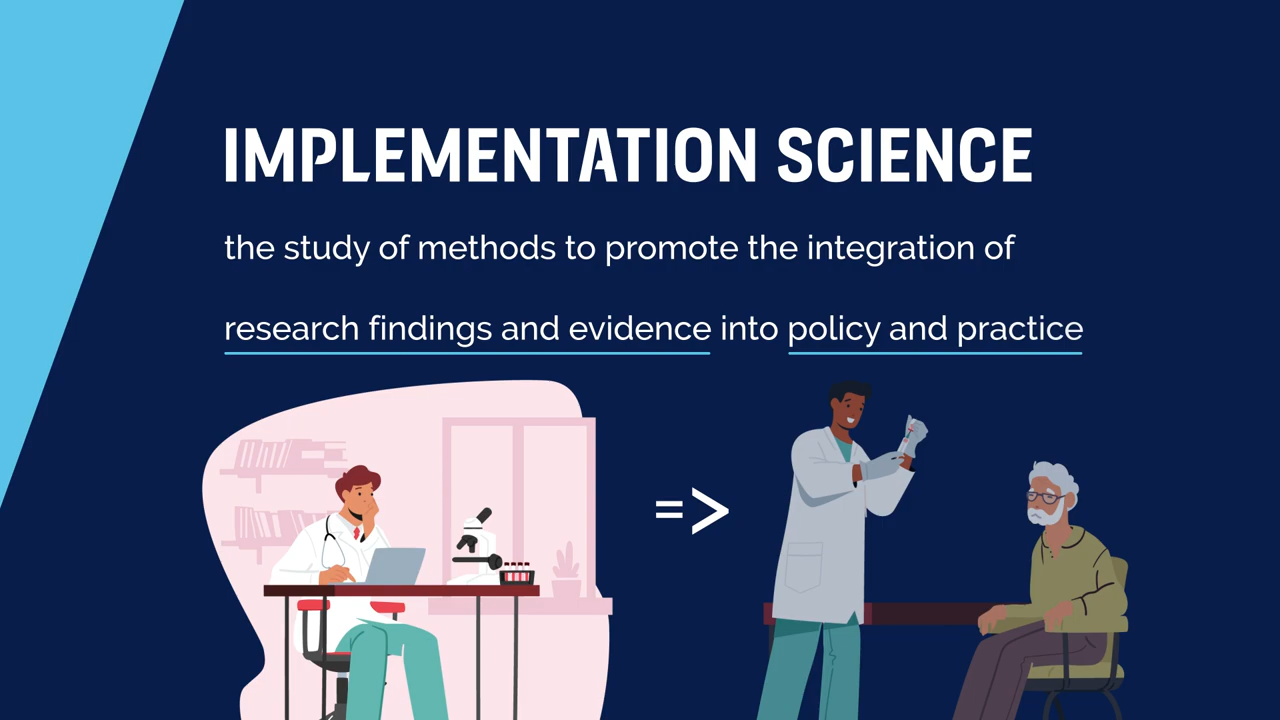 IMPLEMENTATION SCIENCE
the study of methods to promote the integration of
research findings and evidence into policy and practice
=>